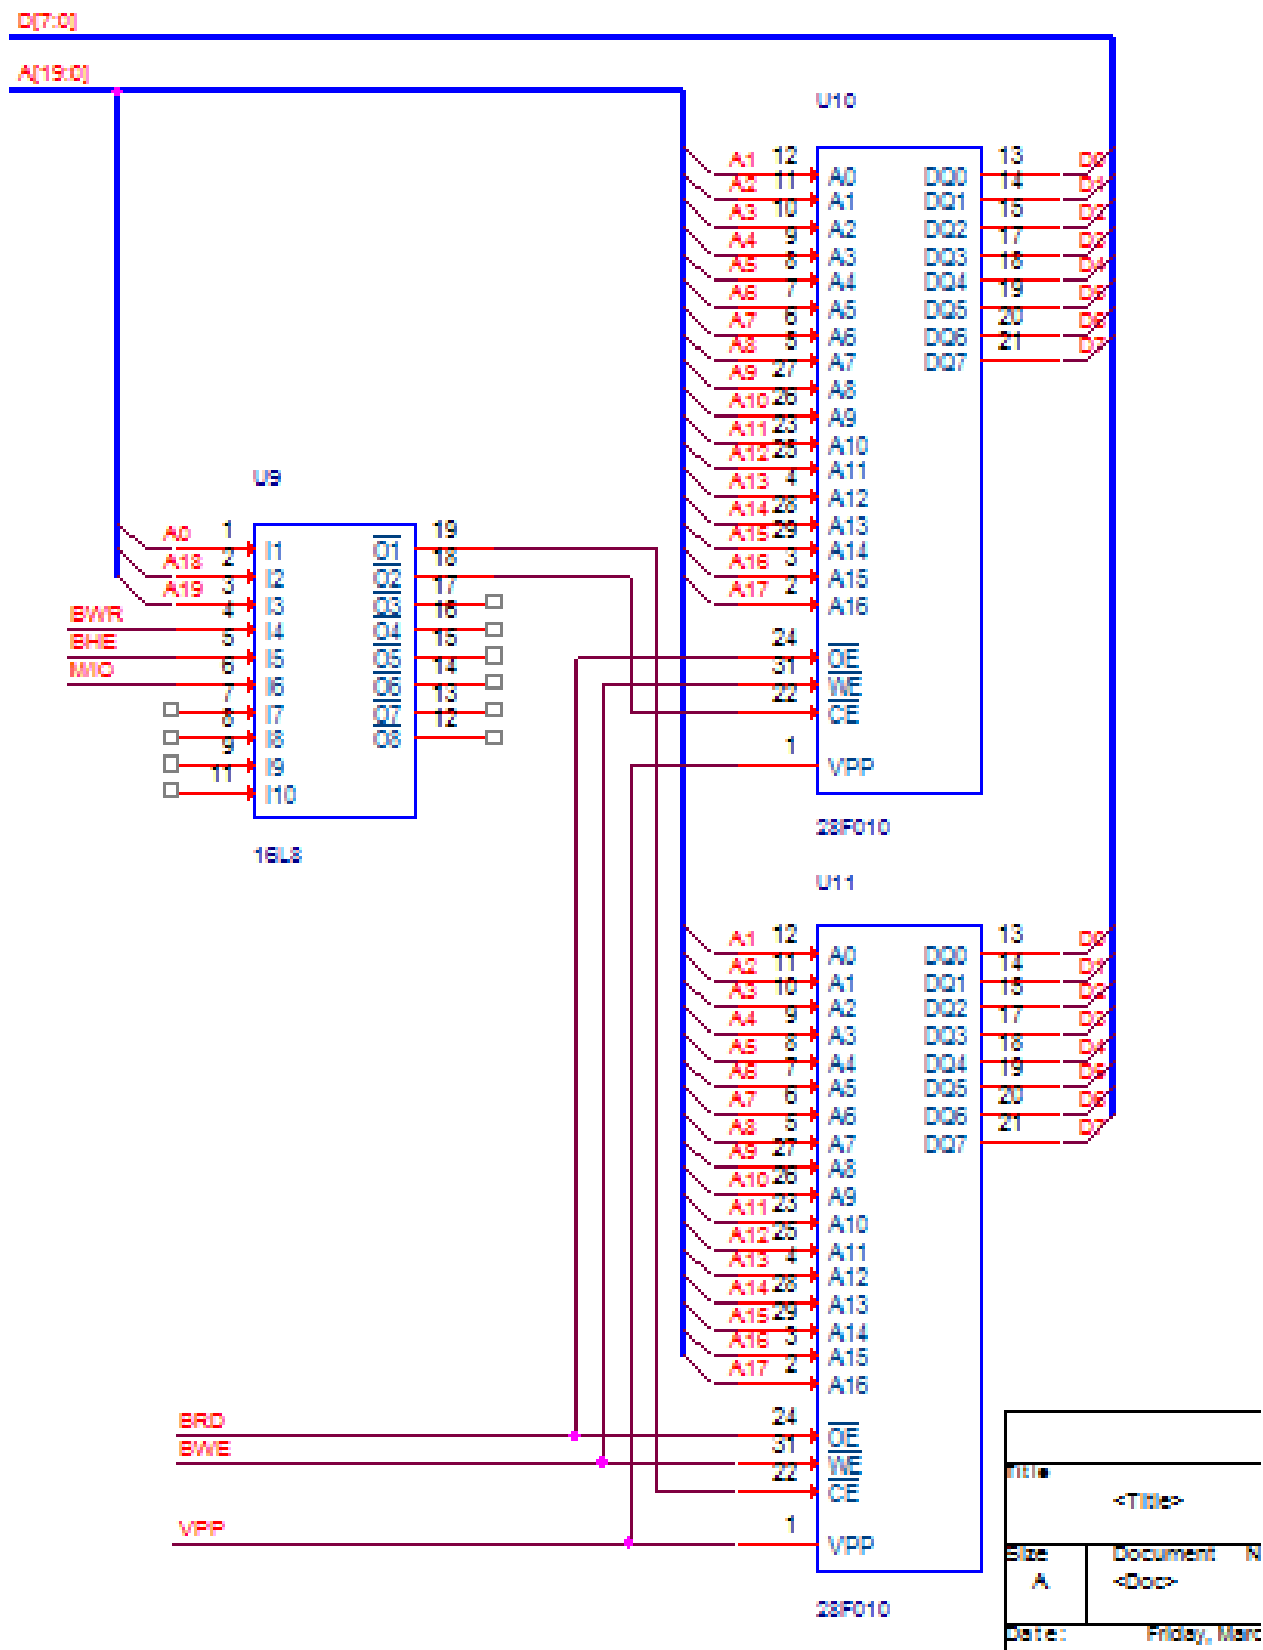 D[7:0]
A[19:0]
U10
A1 12 A0 DQ0 13 D0
A2 11 A1 DQ1 14 D1
A3 10 A2 DQ2 15 D2
A4 9 A3 DQ3 17 D3
A5 8 A4 DQ4 18 D4
A6 7 A5 DQ5 19 D5
A7 6 A6 DQ6 20 D6
A8 5 A7 DQ7 21 D7
A9 27 A8
A10 26 A9
A11 23 A10
A12 25 A11
A13 4 A12
A14 28 A13
A15 29 A14
A16 3 A15
A17 2 A16
24 OE
31 WE
22 CE
1 VPP
28F010
U9
A0 1 I1 O1 19
A18 2 I2 O2 18
A19 3 I3 O3 17
BWR 4 I4 O4 16
BHE 5 I5 O5 15
M/IO 6 I6 O6 14
7 I7 O7 13
8 I8 O8 12
9 I9
11 I10
16L8
U11
A1 12 A0 DQ0 13 D0
A2 11 A1 DQ1 14 D1
A3 10 A2 DQ2 15 D2
A4 9 A3 DQ3 17 D3
A5 8 A4 DQ4 18 D4
A6 7 A5 DQ5 19 D5
A7 6 A6 DQ6 20 D6
A8 5 A7 DQ7 21 D7
A9 27 A8
A10 26 A9
A11 23 A10
A12 25 A11
A13 4 A12
A14 28 A13
A15 29 A14
A16 3 A15
A17 2 A16
BRD 24 OE
BWE 31 WE
22 CE
VPP 1 VPP
28F010
Title
<Title>
Size Document N
A <Doc>
Date: Friday, Marc